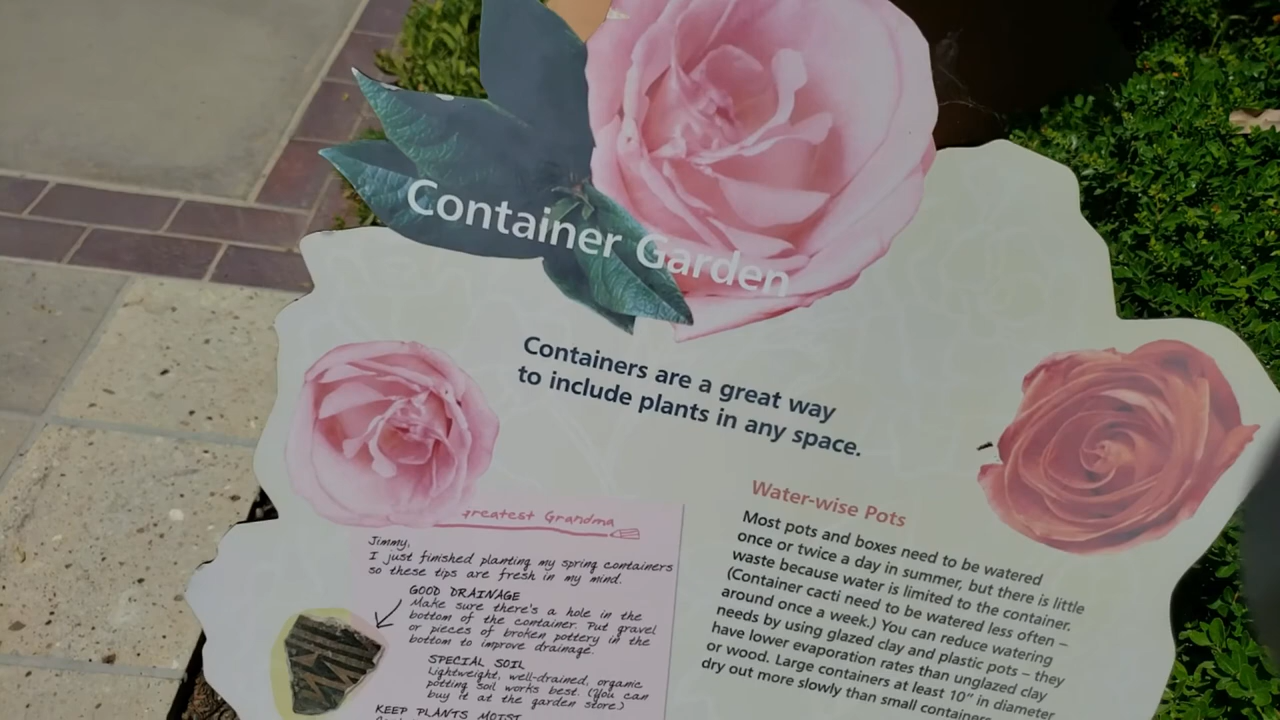 Container Garden
Containers are a great way
to include plants in any space.
reatest Grandma
Jimmy,
I just finished planting my spring containers
so these tips are fresh in my mind.
GOOD DRAINAGE
Make sure there's a hole in the
bottom of the container. Put gravel
or pieces of broken pottery in the
bottom to improve drainage.
SPECIAL SOIL
Lightweight, well-drained, organic
potting soil works best. (You can
buy it at the garden store.)
KEEP PLANTS MOIST
Water-wise Pots
Most pots and boxes need to be watered
once or twice a day in summer, but there is little
waste because water is limited to the container.
(Container cacti need to be watered less often –
around once a week.) You can reduce watering
needs by using glazed clay and plastic pots – they
have lower evaporation rates than unglazed clay
or wood. Large containers at least 10" in diameter
dry out more slowly than small containers